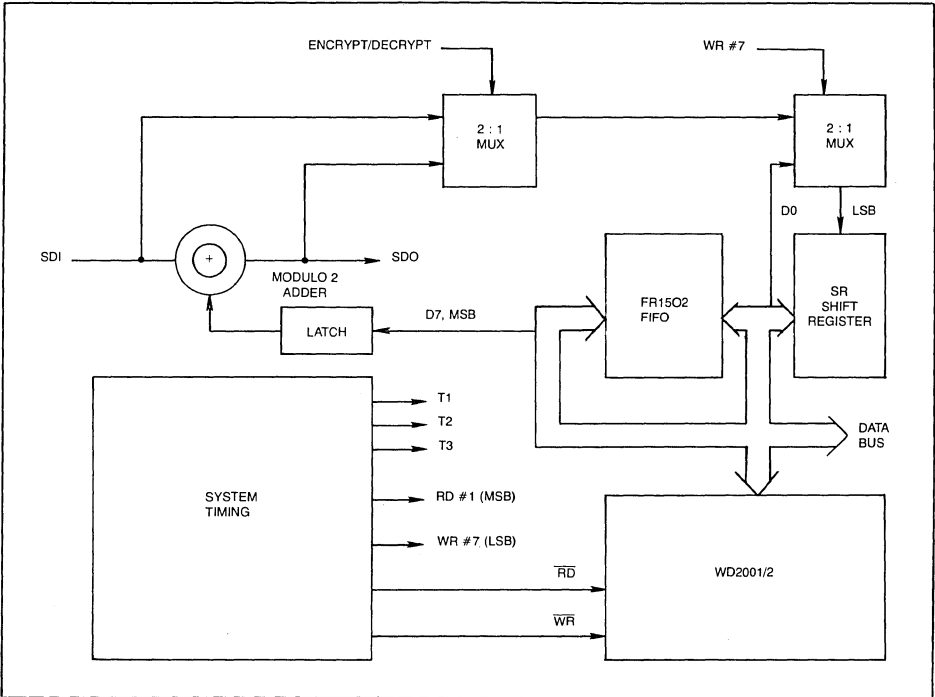 ENCRYPT/DECRYPT
WR #7
2 : 1
MUX
2 : 1
MUX
D0
LSB
SDI
+
SDO
MODULO 2
ADDER
FR15O2
FIFO
SR
SHIFT
REGISTER
D7, MSB
LATCH
T1
T2
T3
DATA
BUS
SYSTEM
TIMING
RD #1 (MSB)
WR #7 (LSB)
RD
WR
WD2001/2